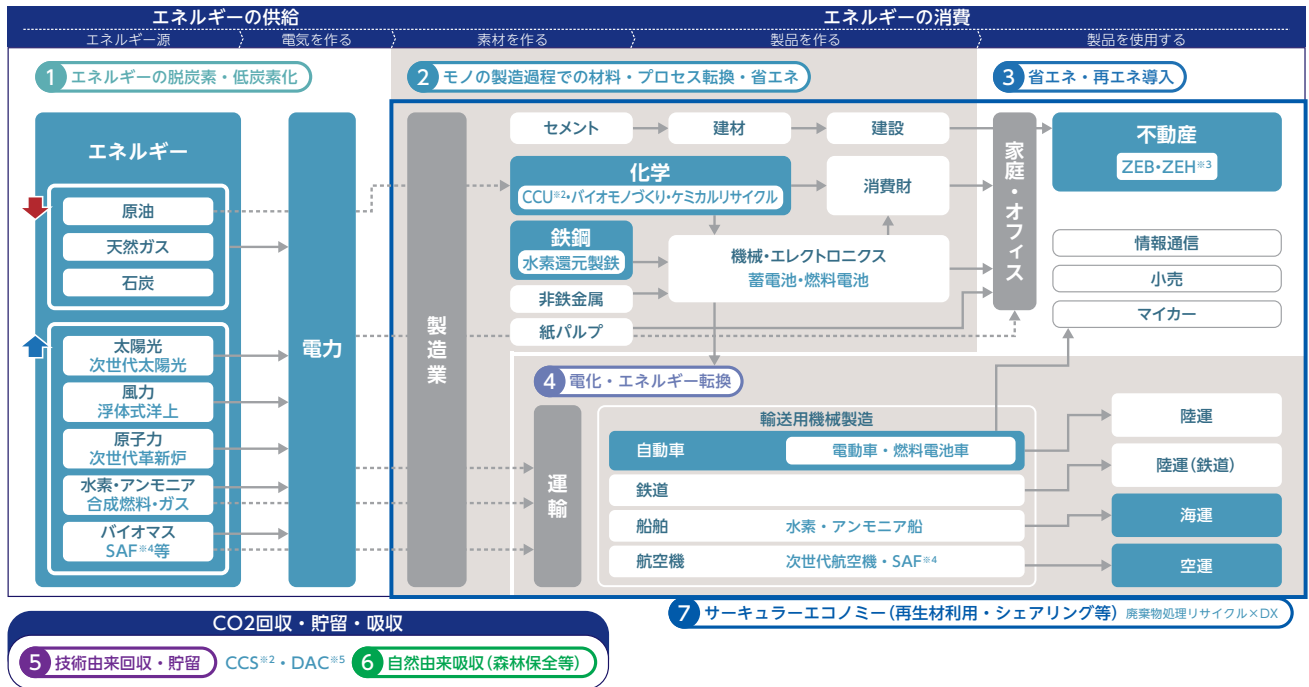 エネルギーの供給
エネルギーの消費
エネルギー源
電気を作る
素材を作る
製品を作る
製品を使用する
1 エネルギーの脱炭素・低炭素化
2 モノの製造過程での材料・プロセス転換・省エネ
3 省エネ・再エネ導入
エネルギー
原油
天然ガス
石炭
太陽光
次世代太陽光
風力
浮体式洋上
原子力
次世代革新炉
水素・アンモニア
合成燃料・ガス
バイオマス
SAF※4等
電力
製造業
セメント
建材
建設
化学
CCU※2・バイオモノづくり・ケミカルリサイクル
消費財
鉄鋼
水素還元製鉄
機械・エレクトロニクス
蓄電池・燃料電池
非鉄金属
紙パルプ
家庭・オフィス
不動産
ZEB・ZEH※3
情報通信
小売
マイカー
4 電化・エネルギー転換
運輸
輸送用機械製造
自動車
電動車・燃料電池車
鉄道
船舶
水素・アンモニア船
航空機
次世代航空機・SAF※4
陸運
陸運(鉄道)
海運
空運
7 サーキュラーエコノミー(再生材利用・シェアリング等) 廃棄物処理リサイクル×DX
CO2回収・貯留・吸収
5 技術由来回収・貯留
CCS※2・DAC※5
6 自然由来吸収(森林保全等)